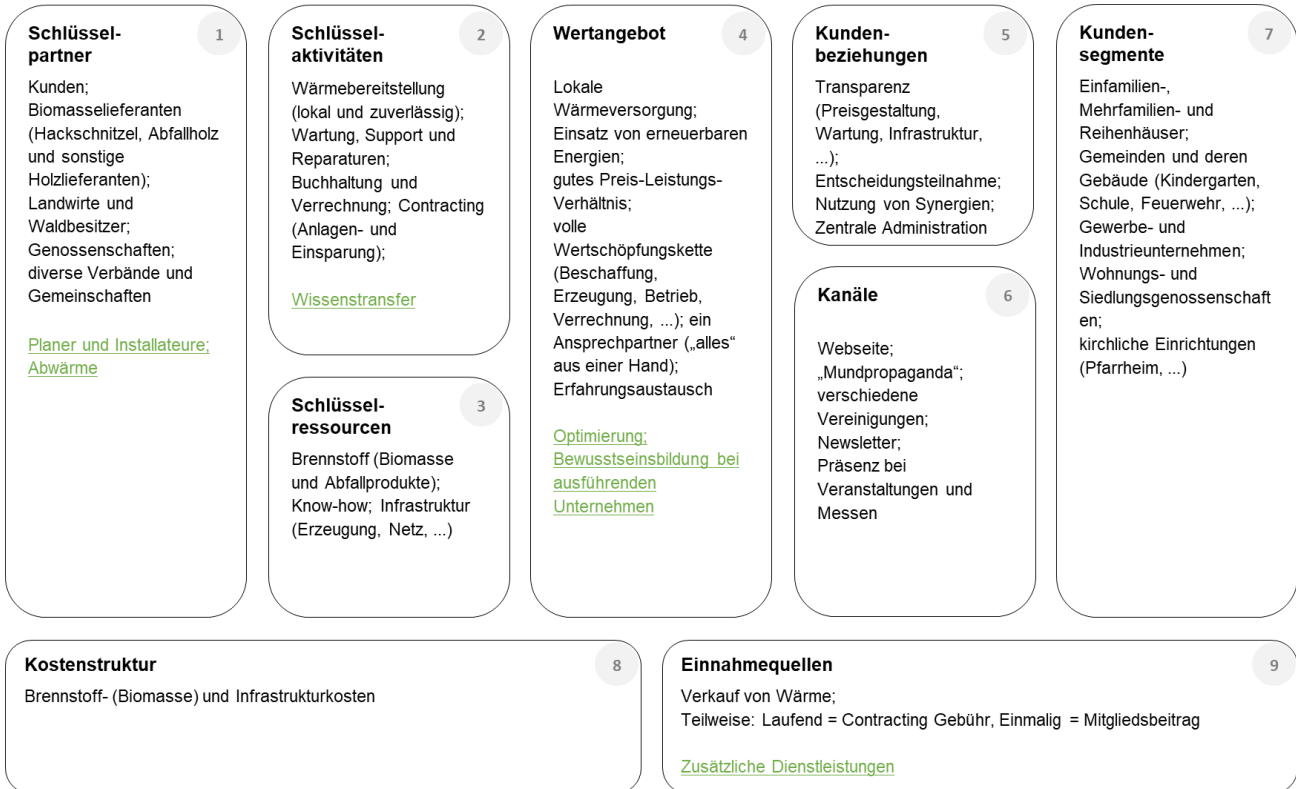 Schlüssel-
partner
1
Kunden;
Biomasselieferanten
(Hackschnitzel, Abfallholz
und sonstige
Holzlieferanten);
Landwirte und
Waldbesitzer;
Genossenschaften;
diverse Verbände und
Gemeinschaften
Planer und Installateure;
Abwärme
Schlüssel-
aktivitäten
2
Wärmebereitstellung
(lokal und zuverlässig);
Wartung, Support und
Reparaturen;
Buchhaltung und
Verrechnung; Contracting
(Anlagen- und
Einsparung);
Wissenstransfer
Schlüssel-
ressourcen
3
Brennstoff (Biomasse
und Abfallprodukte);
Know-how; Infrastruktur
(Erzeugung, Netz, ...)
Wertangebot
4
Lokale
Wärmeversorgung;
Einsatz von erneuerbaren
Energien;
gutes Preis-Leistungs-
Verhältnis;
volle
Wertschöpfungskette
(Beschaffung,
Erzeugung, Betrieb,
Verrechnung, ...); ein
Ansprechpartner („alles“
aus einer Hand);
Erfahrungsaustausch
Optimierung;
Bewusstseinsbildung bei
ausführenden
Unternehmen
Kunden-
beziehungen
5
Transparenz
(Preisgestaltung,
Wartung, Infrastruktur,
...);
Entscheidungsteilnahme;
Nutzung von Synergien;
Zentrale Administration
Kanäle
6
Webseite;
„Mundpropaganda“;
verschiedene
Vereinigungen;
Newsletter;
Präsenz bei
Veranstaltungen und
Messen
Kunden-
segmente
7
Einfamilien-,
Mehrfamilien- und
Reihenhäuser;
Gemeinden und deren
Gebäude (Kindergarten,
Schule, Feuerwehr, ...);
Gewerbe- und
Industrieunternehmen;
Wohnungs- und
Siedlungsgenossenschaft
en;
kirchliche Einrichtungen
(Pfarrheim, ...)
Kostenstruktur
8
Brennstoff- (Biomasse) und Infrastrukturkosten
Einnahmequellen
9
Verkauf von Wärme;
Teilweise: Laufend = Contracting Gebühr, Einmalig = Mitgliedsbeitrag
Zusätzliche Dienstleistungen